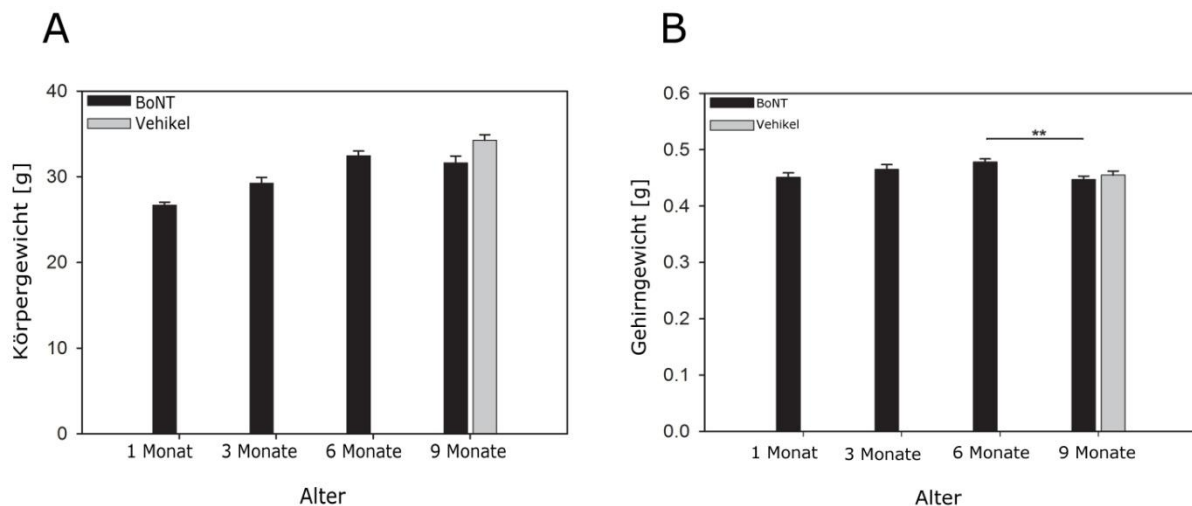 A
40
30
20
10
0
Körpergewicht [g]
BoNT
Vehikel
1 Monat 3 Monate 6 Monate 9 Monate
Alter
B
0.6
0.5
0.4
0.3
0.2
0.1
0.0
Gehirngewicht [g]
BoNT
Vehikel
**
1 Monat 3 Monate 6 Monate 9 Monate
Alter